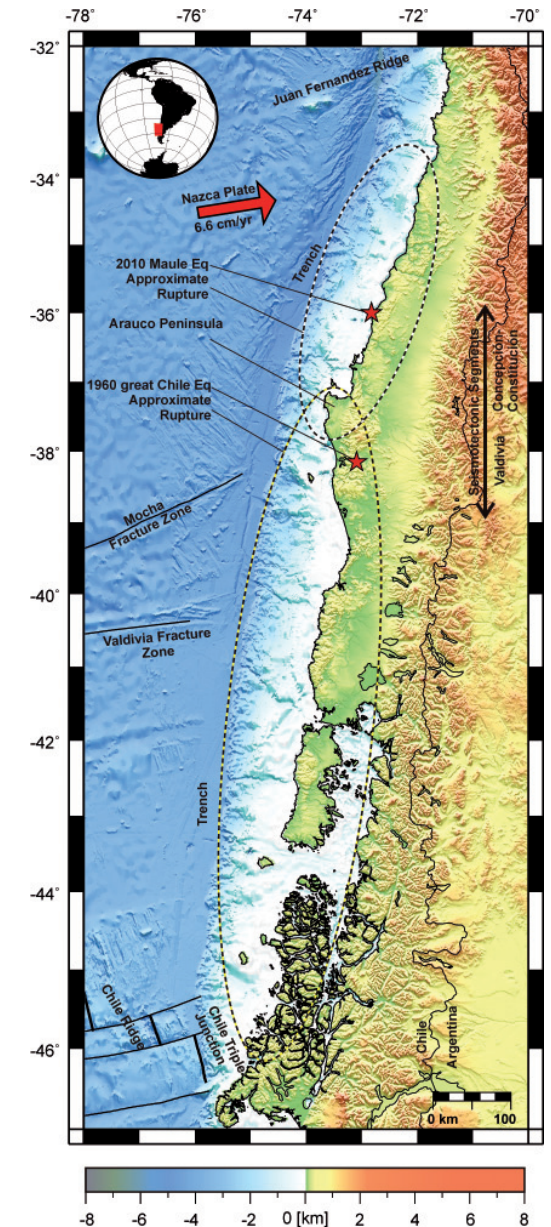 -78° -76° -74° -72° -70°
-32°
Juan Fernandez Ridge
-34°
Nazca Plate
6.6 cm/yr
Trench
2010 Maule Eq
Approximate
Rupture
-36°
Arauco Peninsula
1960 great Chile Eq
Approximate
Rupture
Seismotectonic Segments
Concepción-
Constitución
Valdivia
-38°
Mocha
Fracture Zone
-40°
Valdivia Fracture
Zone
-42°
Trench
-44°
Chile Ridge
Chile Triple
Junction
-46°
Chile
Argentina
0 km 100
-8 -6 -4 -2 0 [km] 2 4 6 8